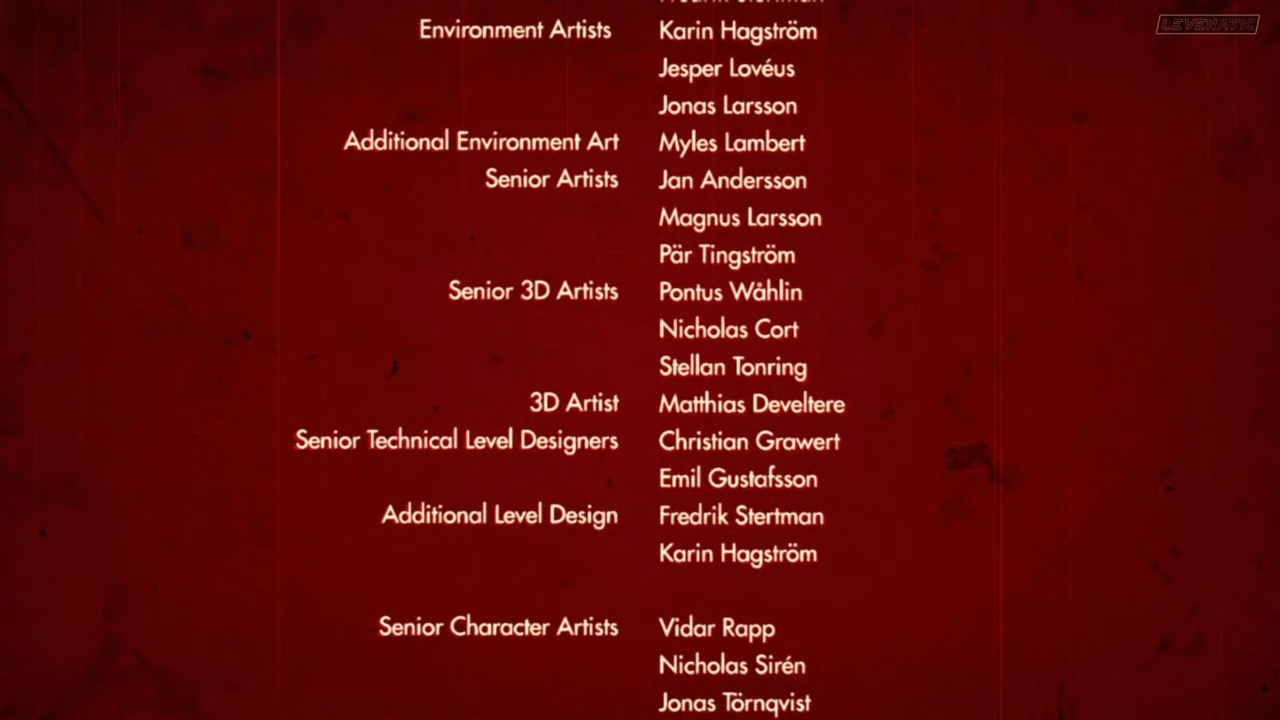 LEVENATIC
Environment Artists Karin Hagström
Jesper Lovéus
Jonas Larsson
Additional Environment Art Myles Lambert
Senior Artists Jan Andersson
Magnus Larsson
Pär Tingström
Senior 3D Artists Pontus Wåhlin
Nicholas Cort
Stellan Tonring
3D Artist Matthias Develtere
Senior Technical Level Designers Christian Grawert
Emil Gustafsson
Additional Level Design Fredrik Stertman
Karin Hagström
Senior Character Artists Vidar Rapp
Nicholas Sirén
Jonas Törnqvist